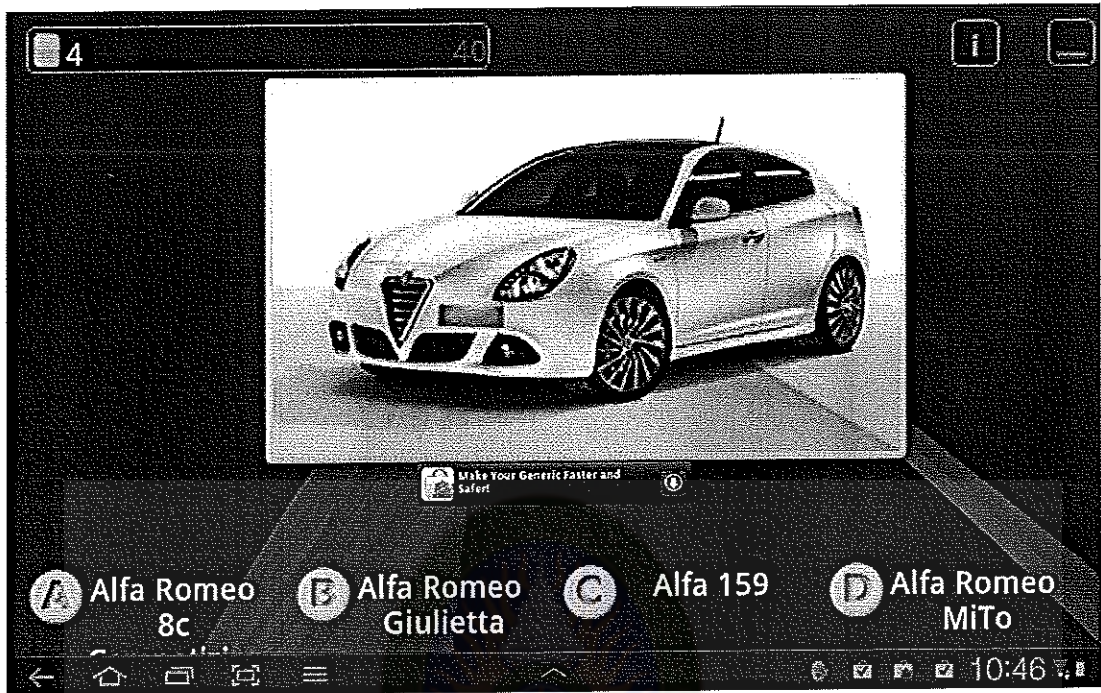 4
40
i
Make Your Generic Faster and
Safer!
A Alfa Romeo
8c
B Alfa Romeo
Giulietta
C Alfa 159
D Alfa Romeo
MiTo
10:46